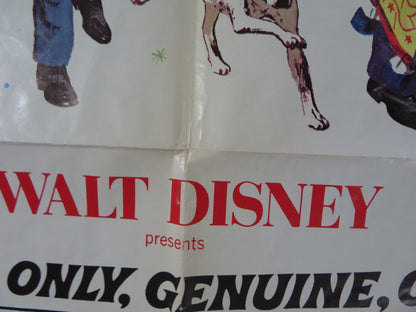 WALT DISNEY
presents
ONLY, GENUINE,